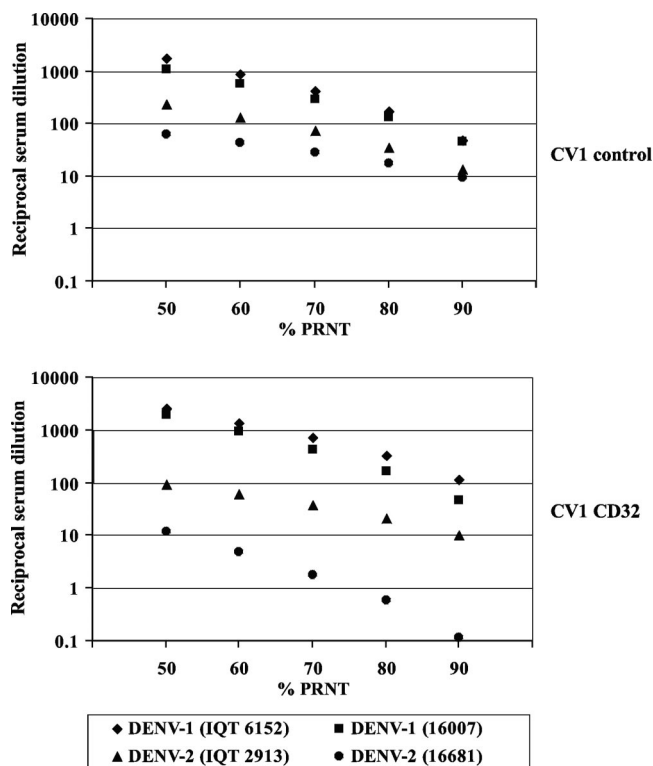 10000
1000
100
10
1
0.1
Reciprocal serum dilution
50 60 70 80 90
% PRNT
CV1 control
10000
1000
100
10
1
0.1
Reciprocal serum dilution
50 60 70 80 90
% PRNT
CV1 CD32
DENV-1 (IQT 6152) DENV-1 (16007)
DENV-2 (IQT 2913) DENV-2 (16681)